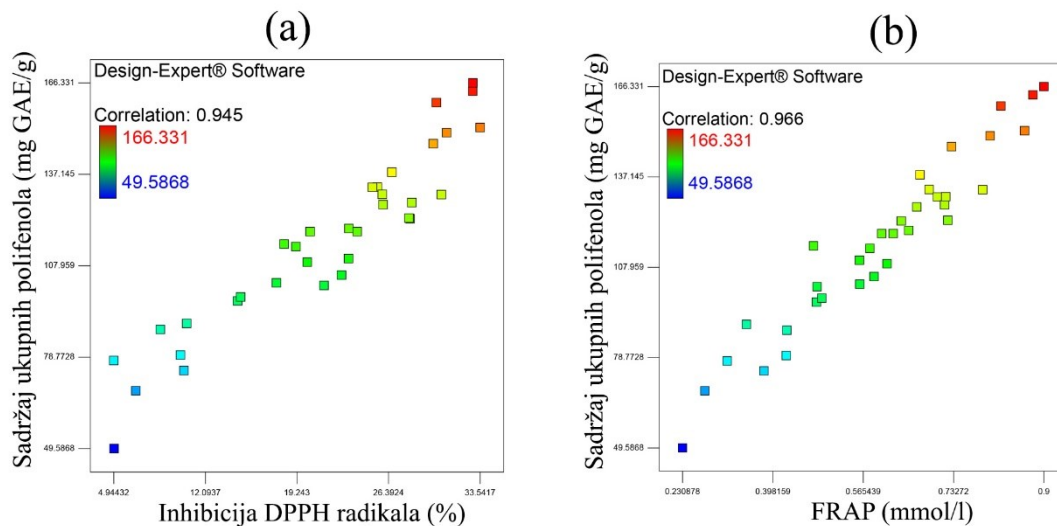 (a)
Sadržaj ukupnih polifenola (mg GAE/g)
Design-Expert® Software
Correlation: 0.945
166.331
49.5868
166.331
137.145
107.959
78.7728
49.5868
4.94432 12.0937 19.243 26.3924 33.5417
Inhibicija DPPH radikala (%)
(b)
Sadržaj ukupnih polifenola (mg GAE/g)
Design-Expert® Software
Correlation: 0.966
166.331
49.5868
166.331
137.145
107.959
78.7728
49.5868
0.230878 0.398159 0.565439 0.73272 0.9
FRAP (mmol/l)